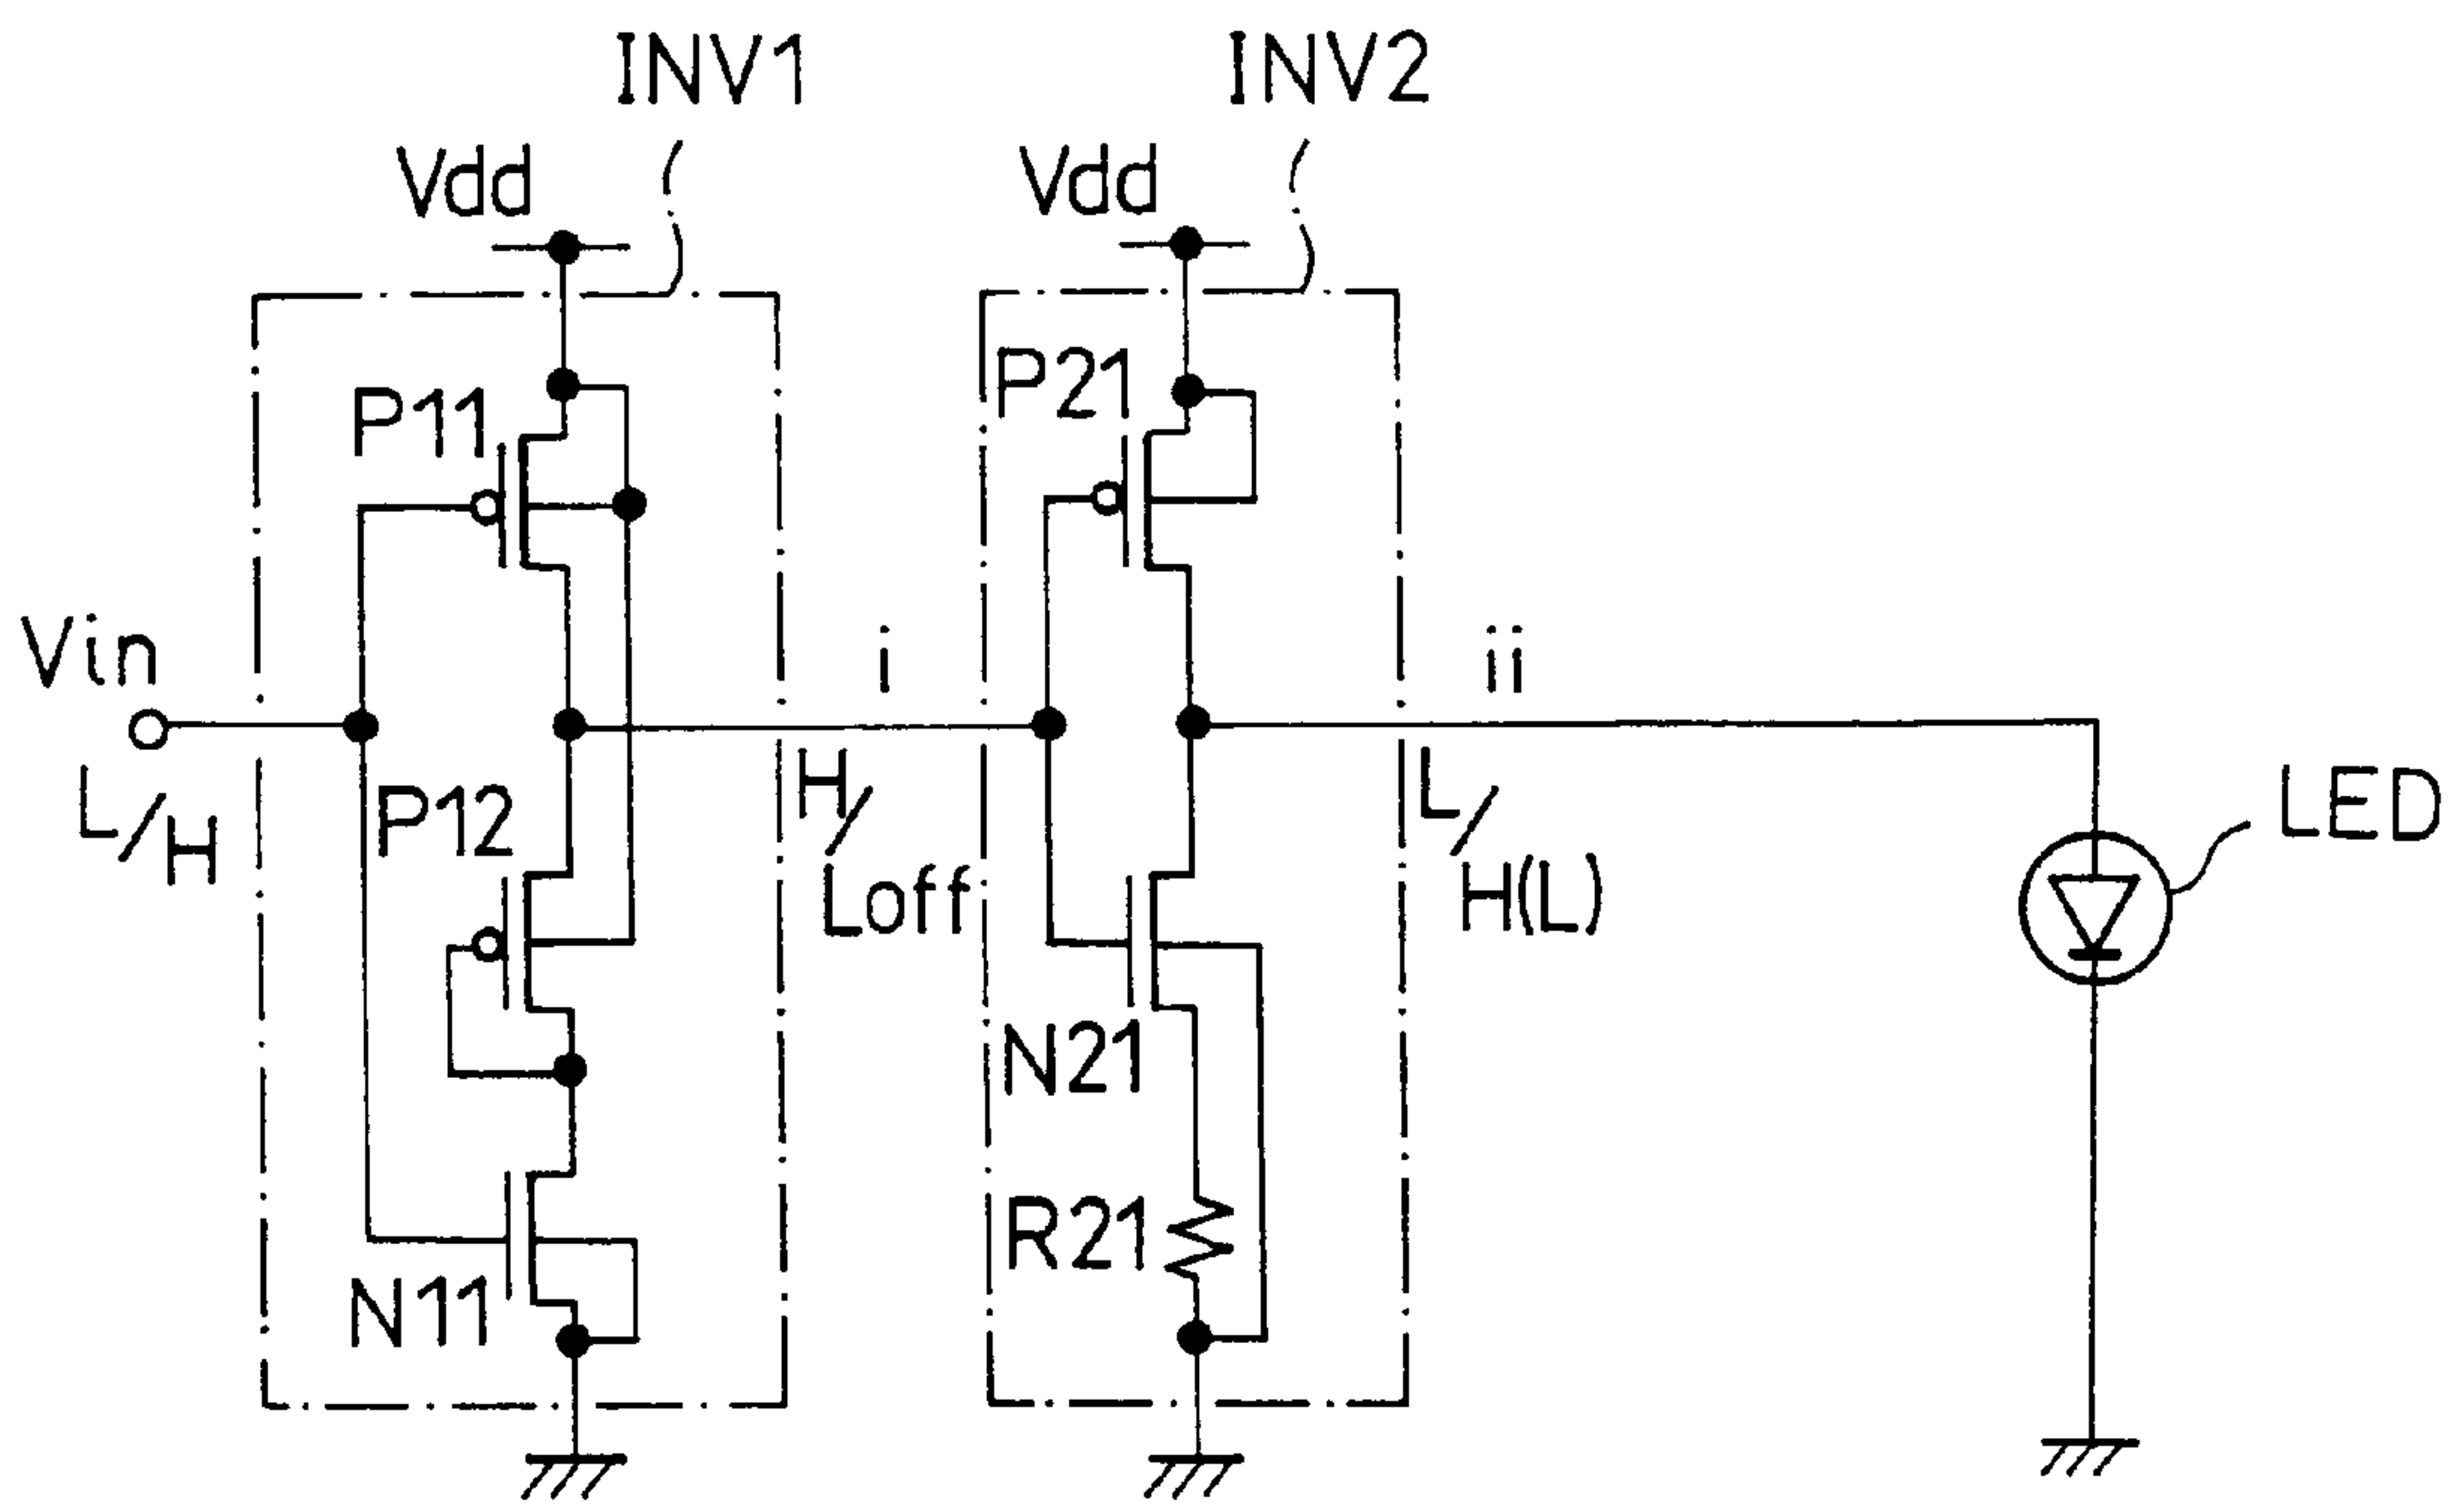 INV1
INV2
Vdd
Vdd
P11
P21
Vin
i
ii
L/H
P12
H/Loff
L/H(L)
LED
N21
R21
N11